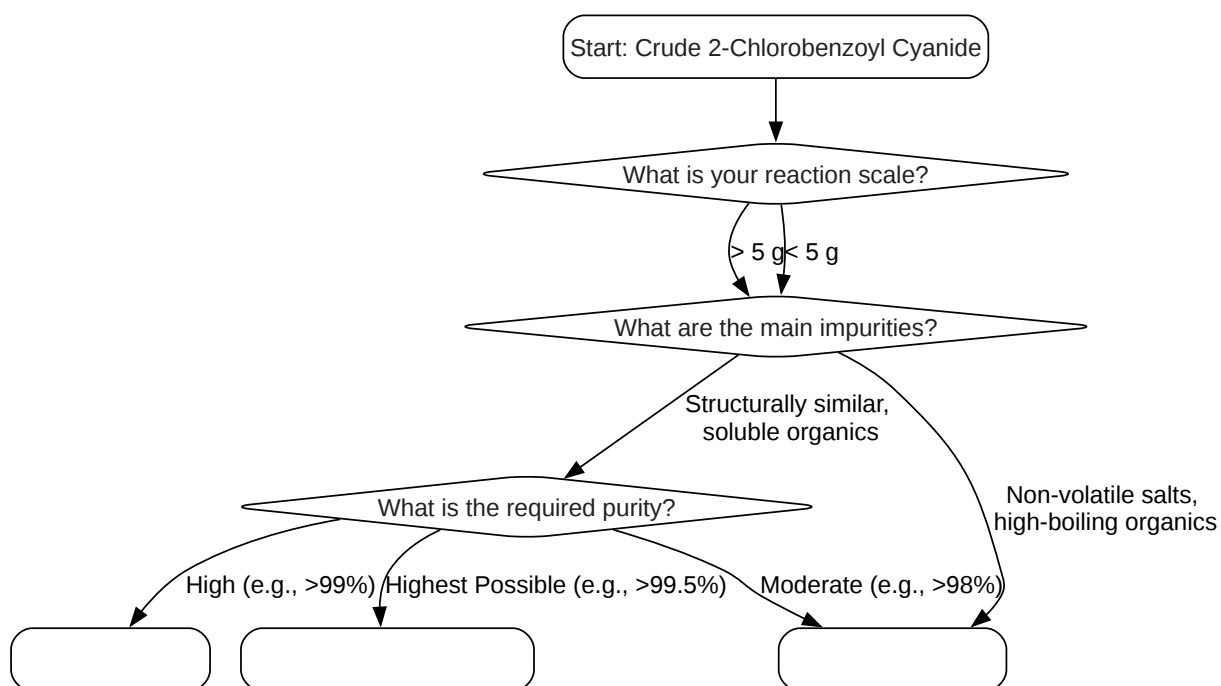 Start: Crude 2-Chlorobenzoyl Cyanide
What is your reaction scale?
> 5 g
< 5 g
What are the main impurities?
Structurally similar,
soluble organics
Non-volatile salts,
high-boiling organics
What is the required purity?
High (e.g., >99%)
Highest Possible (e.g., >99.5%)
Moderate (e.g., >98%)